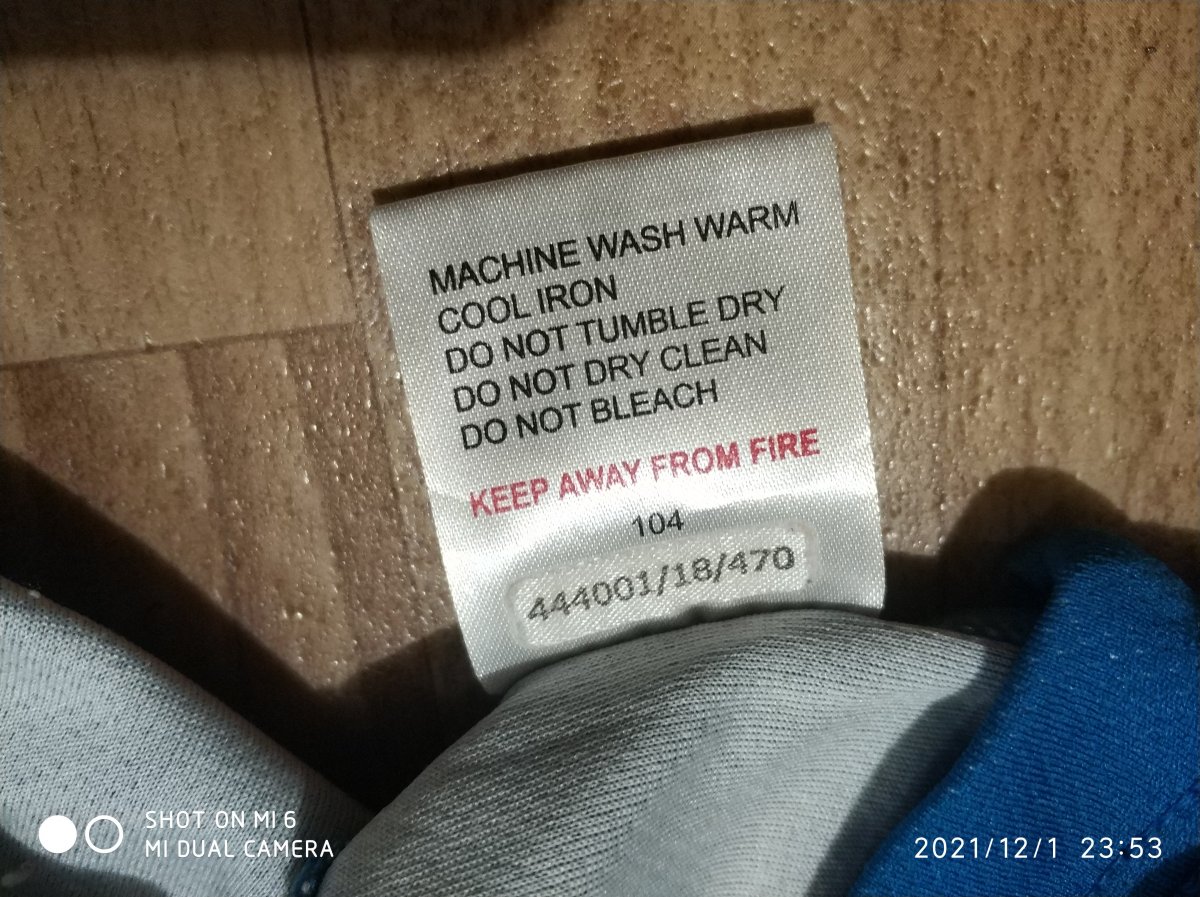 MACHINE WASH WARM
COOL IRON
DO NOT TUMBLE DRY
DO NOT DRY CLEAN
DO NOT BLEACH
KEEP AWAY FROM FIRE
104
444001/18/470
SHOT ON MI 6
MI DUAL CAMERA
2021/12/1 23:53